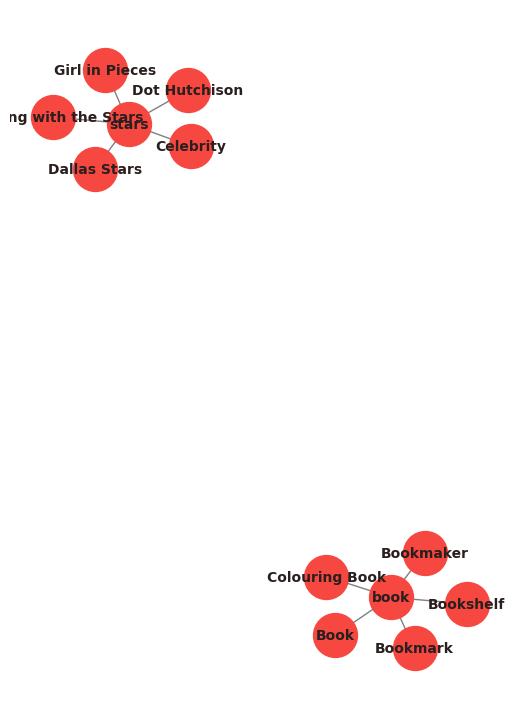 Girl in Pieces
Dot Hutchison
ng with the Stars
stars
Celebrity
Dallas Stars
Bookmaker
Colouring Book
book
Bookshelf
Book
Bookmark